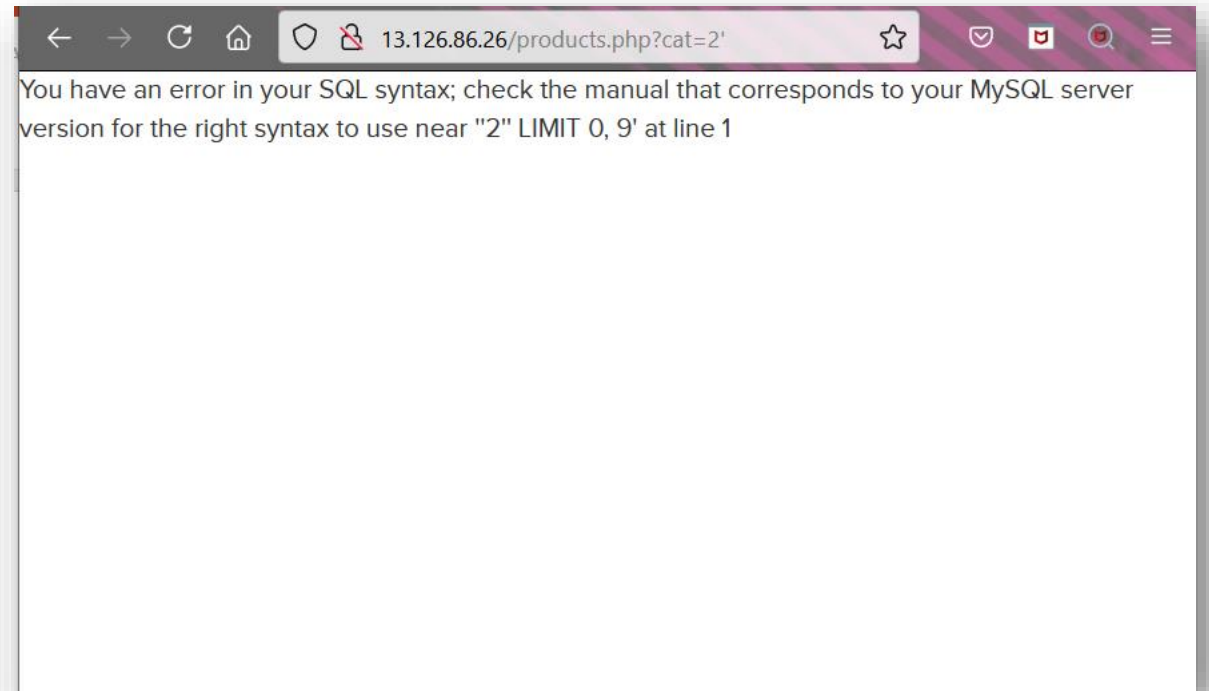 13.126.86.26/products.php?cat=2'
You have an error in your SQL syntax; check the manual that corresponds to your MySQL server
version for the right syntax to use near "2" LIMIT 0, 9' at line 1